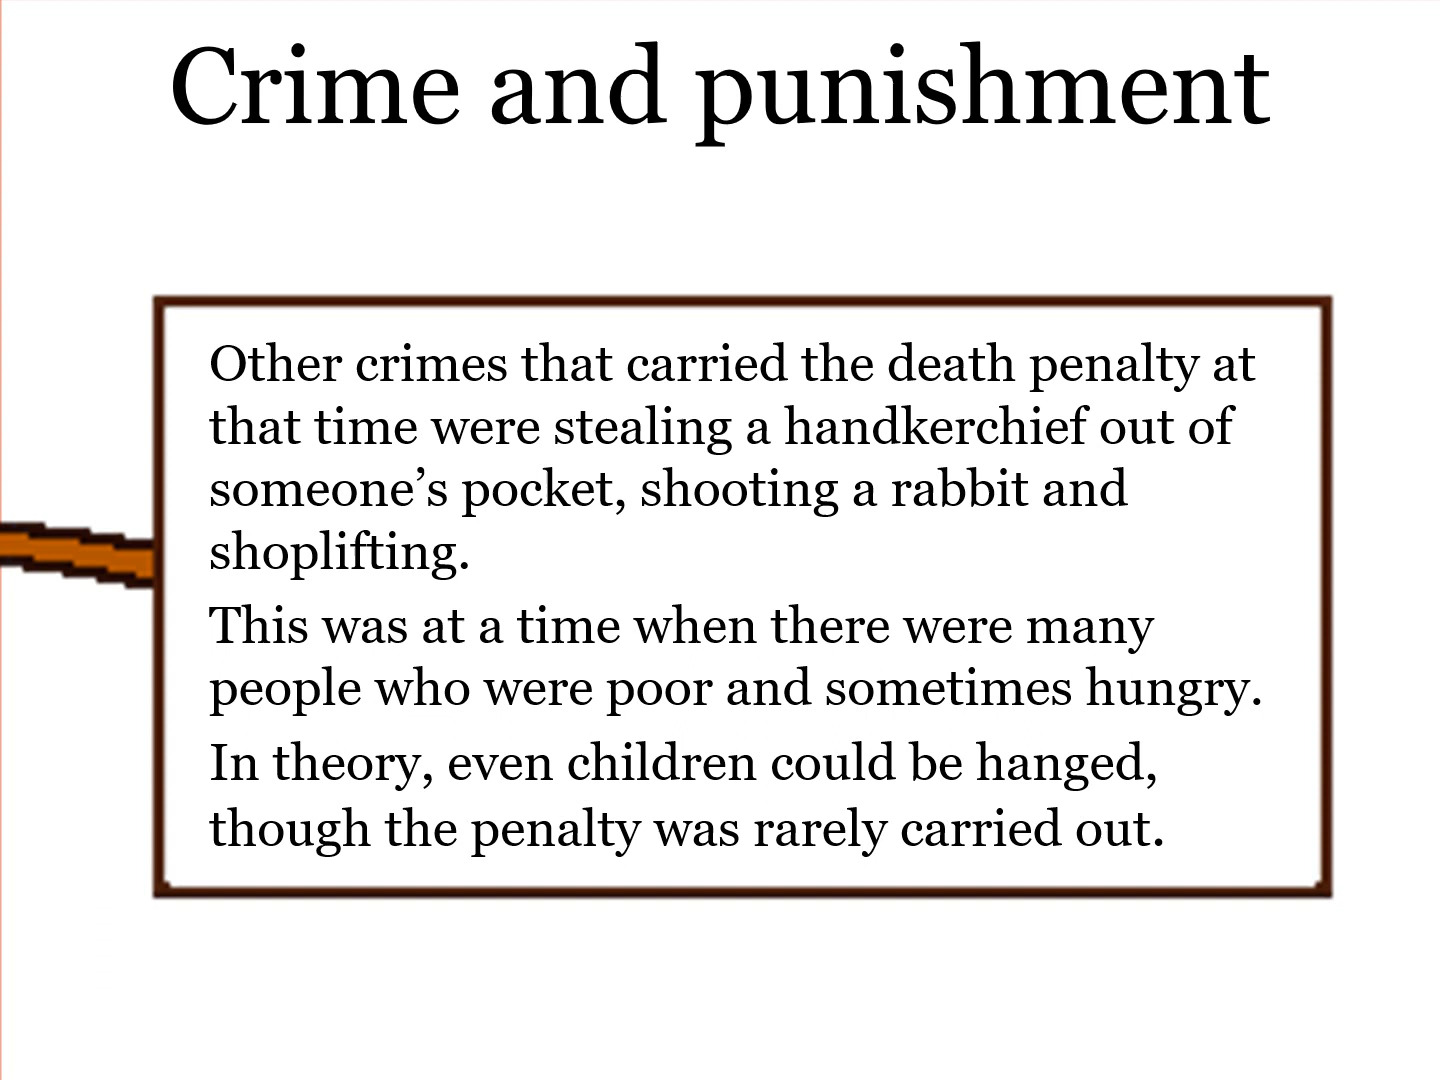 Crime and punishment
Other crimes that carried the death penalty at
that time were stealing a handkerchief out of
someone’s pocket, shooting a rabbit and
shoplifting.
This was at a time when there were many
people who were poor and sometimes hungry.
In theory, even children could be hanged,
though the penalty was rarely carried out.